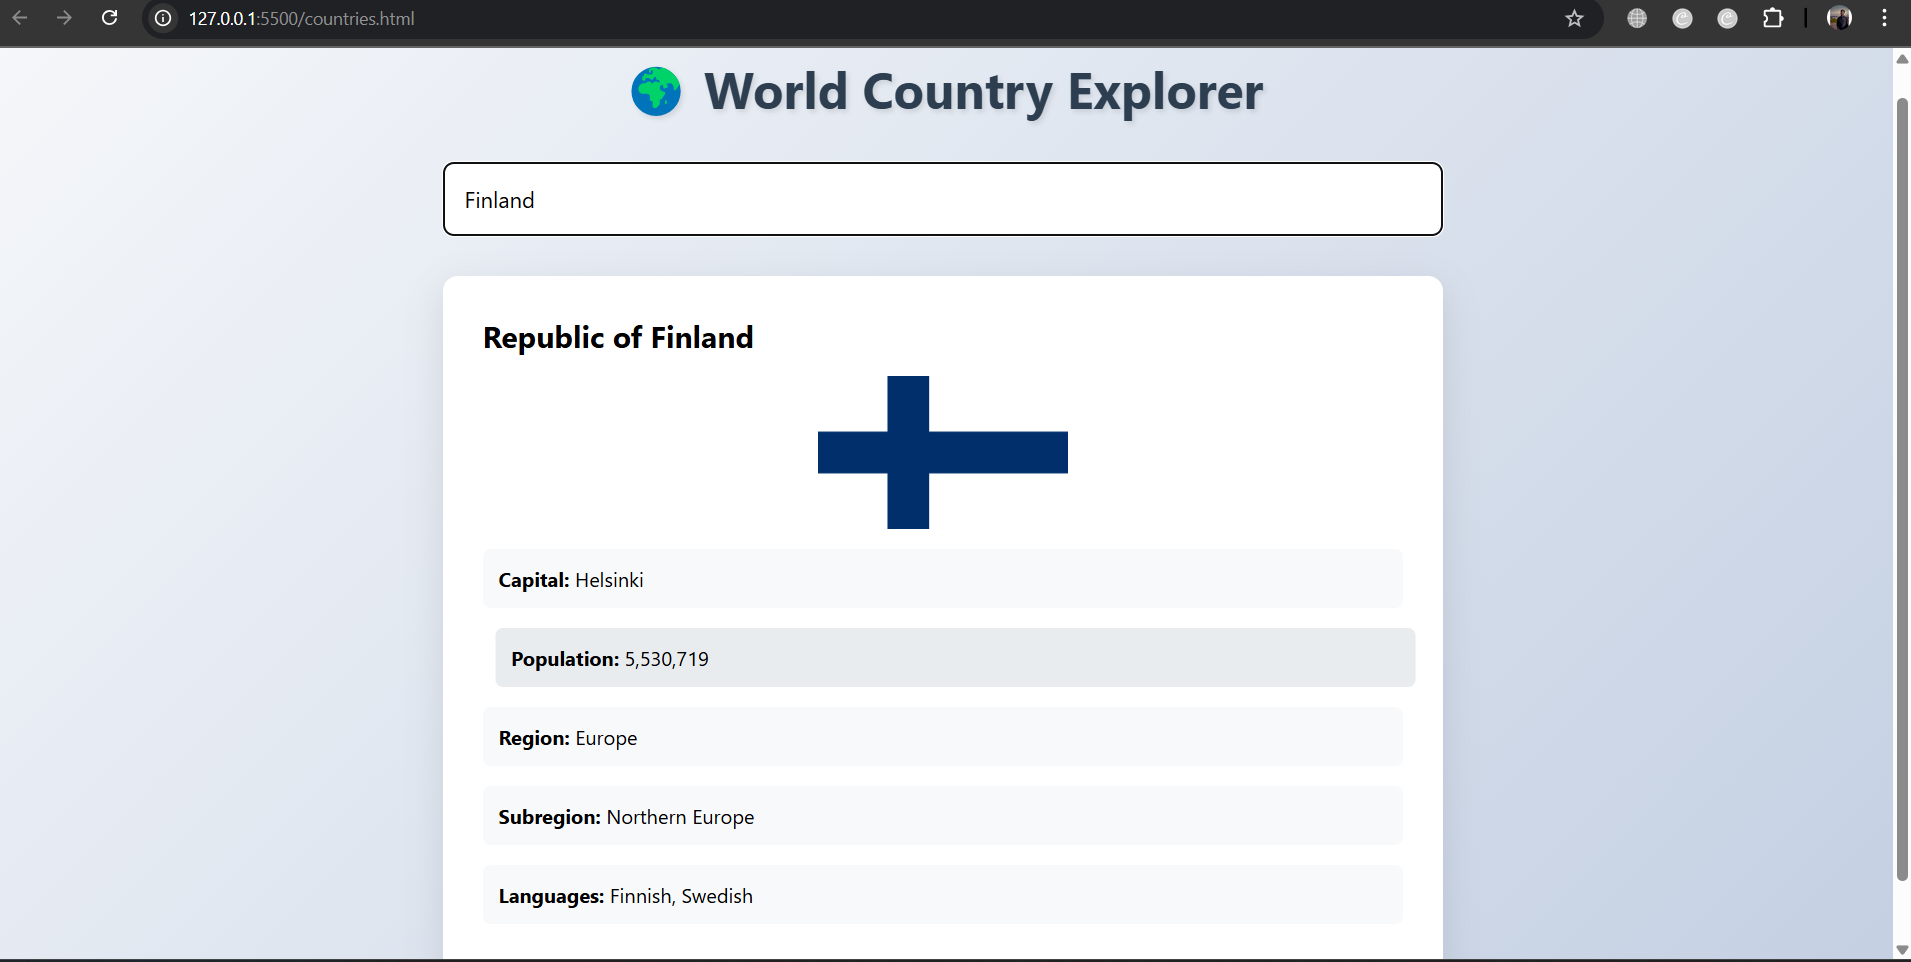 127.0.0.1:5500/countries.html
World Country Explorer
Finland
Republic of Finland
Capital: Helsinki
Population: 5,530,719
Region: Europe
Subregion: Northern Europe
Languages: Finnish, Swedish